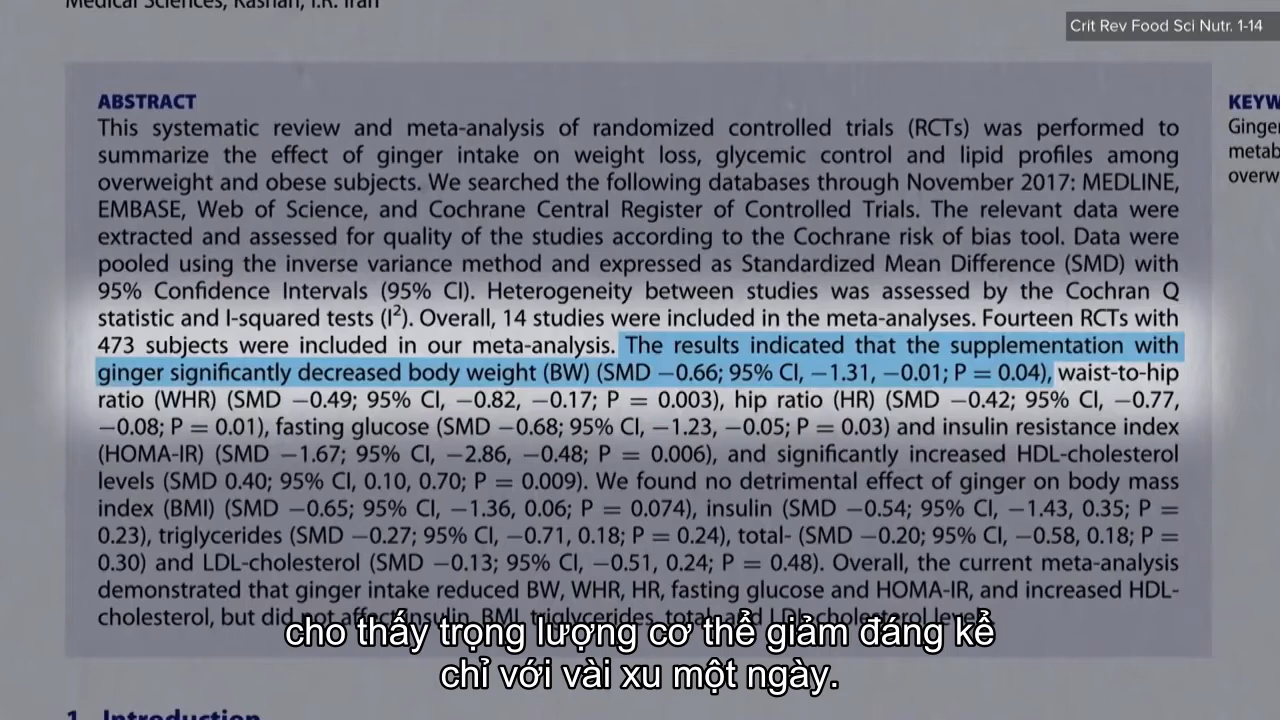 Medical Sciences, Kashan, I.R. Iran
Crit Rev Food Sci Nutr. 1-14
ABSTRACT
This systematic review and meta-analysis of randomized controlled trials (RCTs) was performed to
summarize the effect of ginger intake on weight loss, glycemic control and lipid profiles among
overweight and obese subjects. We searched the following databases through November 2017: MEDLINE,
EMBASE, Web of Science, and Cochrane Central Register of Controlled Trials. The relevant data were
extracted and assessed for quality of the studies according to the Cochrane risk of bias tool. Data were
pooled using the inverse variance method and expressed as Standardized Mean Difference (SMD) with
95% Confidence Intervals (95% CI). Heterogeneity between studies was assessed by the Cochran Q
statistic and I-squared tests (I²). Overall, 14 studies were included in the meta-analyses. Fourteen RCTs with
473 subjects were included in our meta-analysis. The results indicated that the supplementation with
ginger significantly decreased body weight (BW) (SMD −0.66; 95% CI, −1.31, −0.01; P = 0.04), waist-to-hip
ratio (WHR) (SMD −0.49; 95% CI, −0.82, −0.17; P = 0.003), hip ratio (HR) (SMD −0.42; 95% CI, −0.77,
−0.08; P = 0.01), fasting glucose (SMD −0.68; 95% CI, −1.23, −0.05; P = 0.03) and insulin resistance index
(HOMA-IR) (SMD −1.67; 95% CI, −2.86, −0.48; P = 0.006), and significantly increased HDL-cholesterol
levels (SMD 0.40; 95% CI, 0.10, 0.70; P = 0.009). We found no detrimental effect of ginger on body mass
index (BMI) (SMD −0.65; 95% CI, −1.36, 0.06; P = 0.074), insulin (SMD −0.54; 95% CI, −1.43, 0.35; P =
0.23), triglycerides (SMD −0.27; 95% CI, −0.71, 0.18; P = 0.24), total- (SMD −0.20; 95% CI, −0.58, 0.18; P =
0.30) and LDL-cholesterol (SMD −0.13; 95% CI, −0.51, 0.24; P = 0.48). Overall, the current meta-analysis
demonstrated that ginger intake reduced BW, WHR, HR, fasting glucose and HOMA-IR, and increased HDL-
cholesterol, but did not affect insulin, BMI, triglycerides, total- and LDL-cholesterol levels.
KEYW
Ginger
metab
overw
cho thấy trọng lượng cơ thể giảm đáng kể
chỉ với vài xu một ngày.
1. Introduction